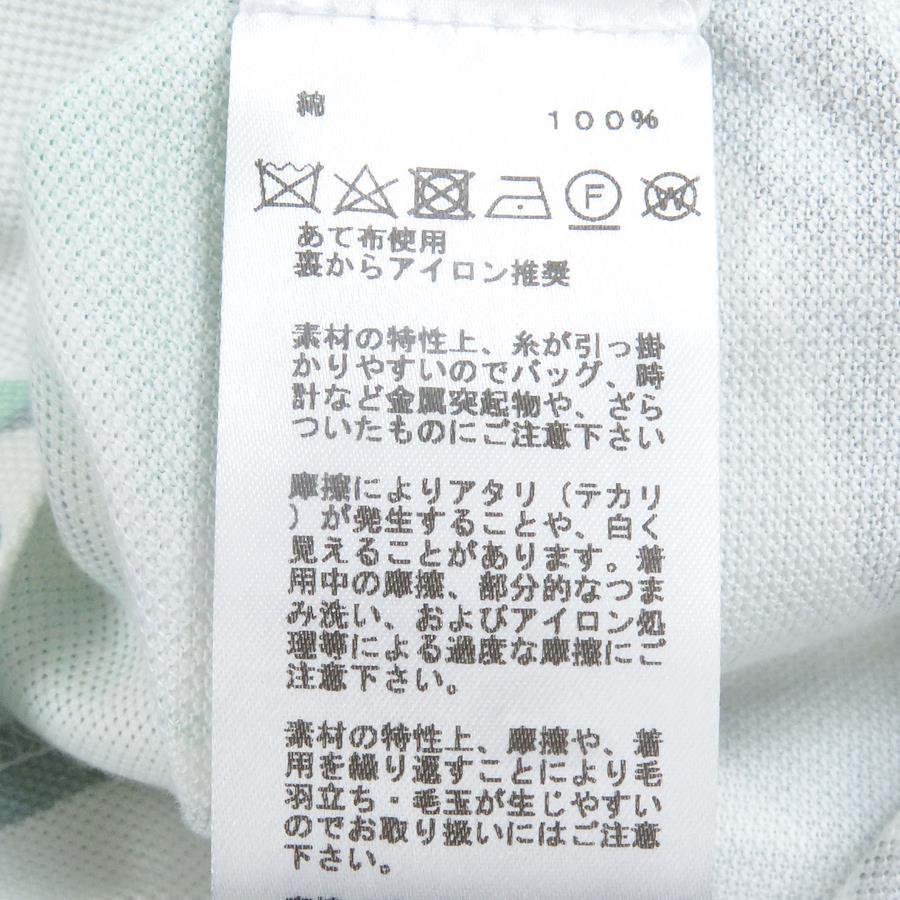 綿 100%
F W
あて布使用
裏からアイロン推奨
素材の特性上、糸が引っ掛
かりやすいのでバッグ、時
計など金属突起物や、ざら
ついたものにご注意下さい
摩擦によりアタリ（テカリ
）が発生することや、白く
見えることがあります。着
用中の摩擦、部分的なつま
み洗い、およびアイロン処
理等による過度な摩擦にご
注意下さい。
素材の特性上、摩擦や、着
用を繰り返すことにより毛
羽立ち・毛玉が生じやすい
のでお取り扱いにはご注意
下さい。